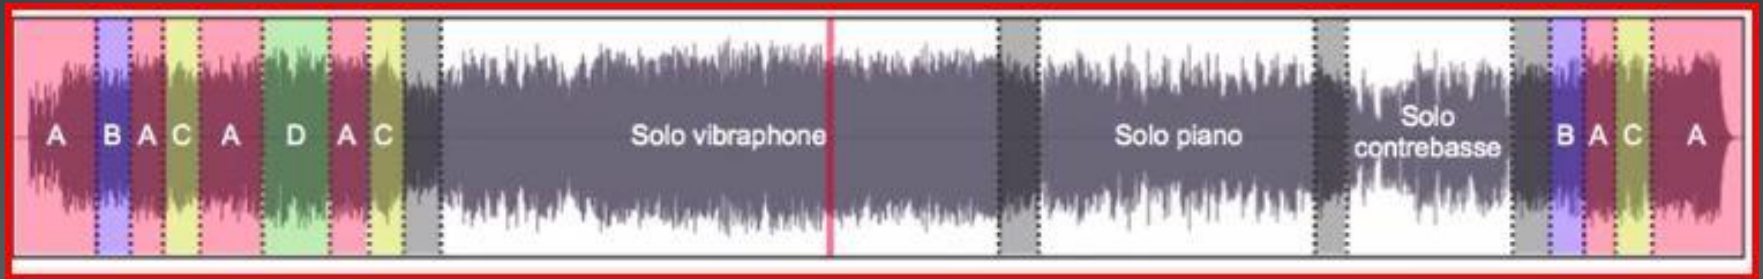 A B A C A D A C Solo vibraphone Solo piano Solo
contrebasse B A C A